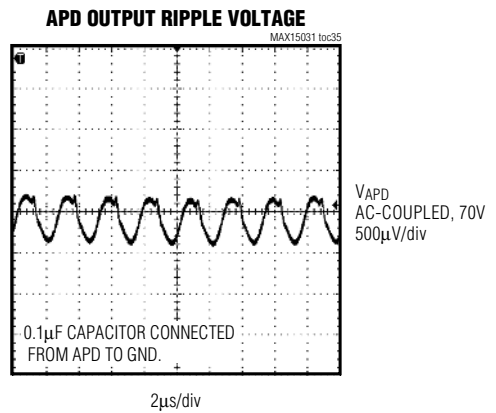 APD OUTPUT RIPPLE VOLTAGE
MAX15031 toc35
T
VAPD
AC-COUPLED, 70V
500μV/div
0.1μF CAPACITOR CONNECTED
FROM APD TO GND.
2μs/div